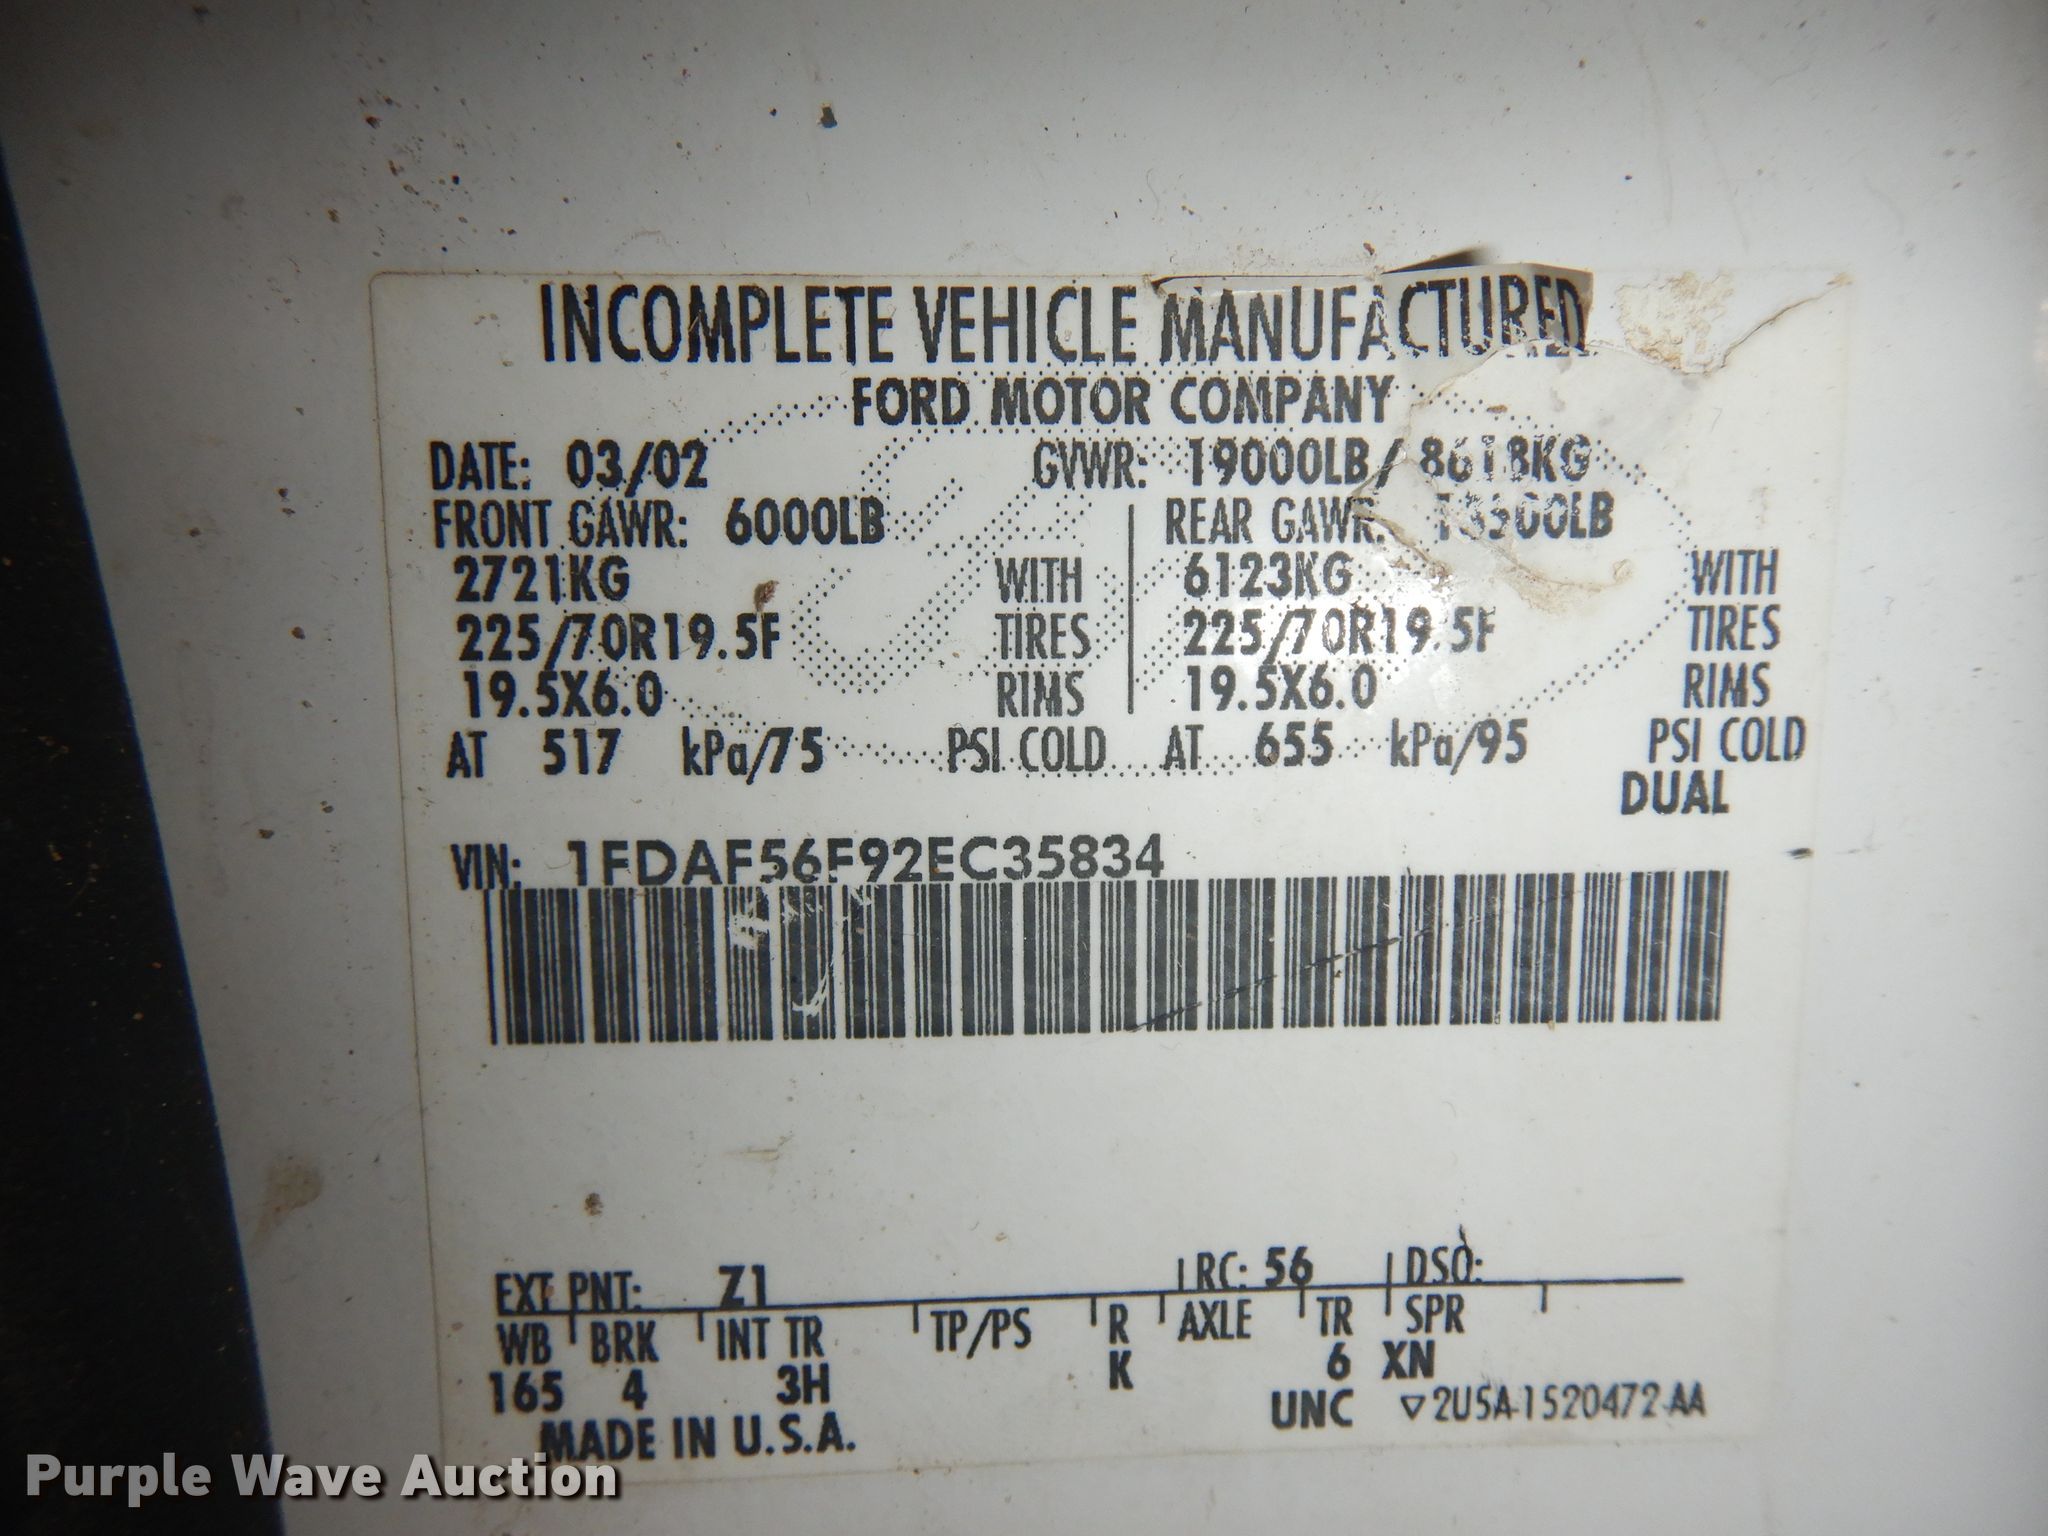 INCOMPLETE VEHICLE MANUFACTURED
FORD MOTOR COMPANY
DATE: 03/02 GVWR: 19000LB / 8618KG
FRONT GAWR: 6000LB REAR GAWR: 13500LB
2721KG WITH 6123KG WITH
225/70R19.5F TIRES 225/70R19.5F TIRES
19.5X6.0 RIMS 19.5X6.0 RIMS
AT 517 kPa/75 PSI COLD AT 655 kPa/95 PSI COLD
DUAL
VIN: 1FDAF56F92EC35834
EXT PNT: Z1 RC: 56 DSO:
WB BRK INT TR TP/PS R AXLE TR SPR
165 4 3H K 6 XN
MADE IN U.S.A. UNC ▽2U5A-1520472-AA
Purple Wave Auction